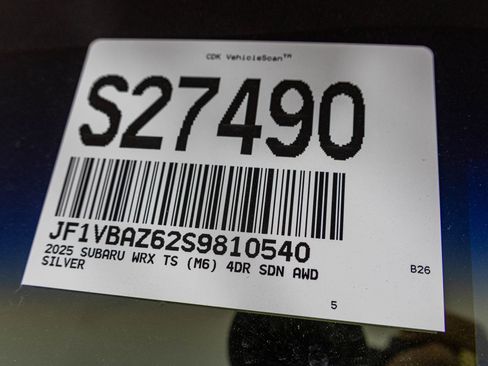 CDK VehicleScan™
S27490
JF1VBAZ62S9810540
2025 SUBARU WRX TS (M6) 4DR SDN AWD
SILVER
B26
5